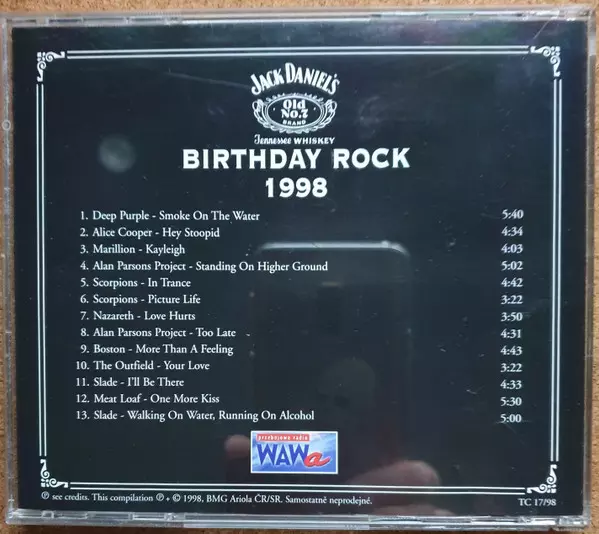 JACK DANIEL'S
Old
No.7
BRAND
Tennessee WHISKEY
BIRTHDAY ROCK
1998
1. Deep Purple - Smoke On The Water 5:40
2. Alice Cooper - Hey Stoopid 4:34
3. Marillion - Kayleigh 4:03
4. Alan Parsons Project - Standing On Higher Ground 5:02
5. Scorpions - In Trance 4:42
6. Scorpions - Picture Life 3:22
7. Nazareth - Love Hurts 3:50
8. Alan Parsons Project - Too Late 4:31
9. Boston - More Than A Feeling 4:43
10. The Outfield - Your Love 3:22
11. Slade - I'll Be There 4:33
12. Meat Loaf - One More Kiss 5:30
13. Slade - Walking On Water, Running On Alcohol 5:00
przebojowe radio
WAWa
℗ see credits. This compilation ℗ + © 1998, BMG Ariola ČR/SR. Samostatně neprodejné. TC 17/98